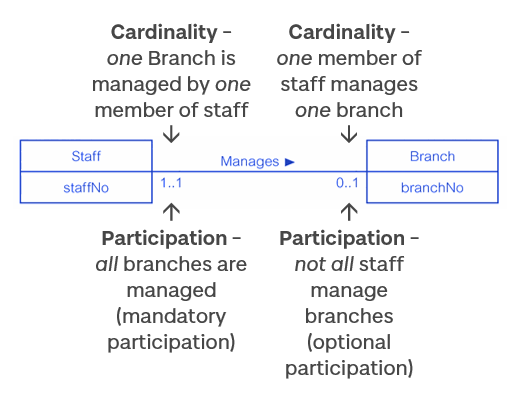 Cardinality –
one Branch is
managed by one
member of staff
Cardinality –
one member of
staff manages
one branch
Staff
staffNo
Manages ►
Branch
branchNo
1..1
0..1
Participation –
all branches are
managed
(mandatory
participation)
Participation –
not all staff
manage
branches
(optional
participation)